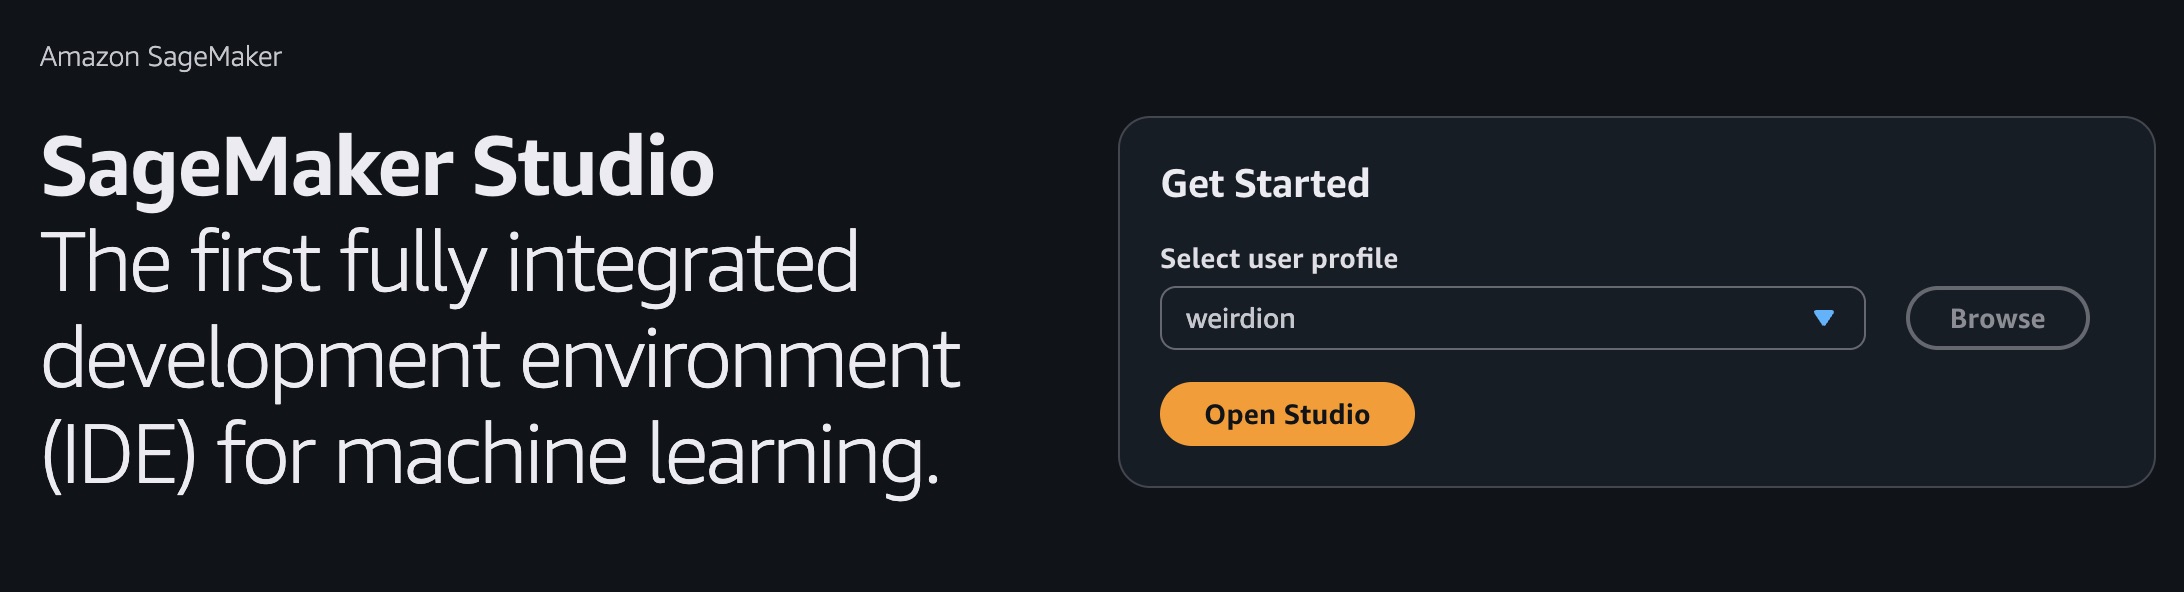 Amazon SageMaker
SageMaker Studio
The first fully integrated
development environment
(IDE) for machine learning.
Get Started
Select user profile
weirdion
Browse
Open Studio